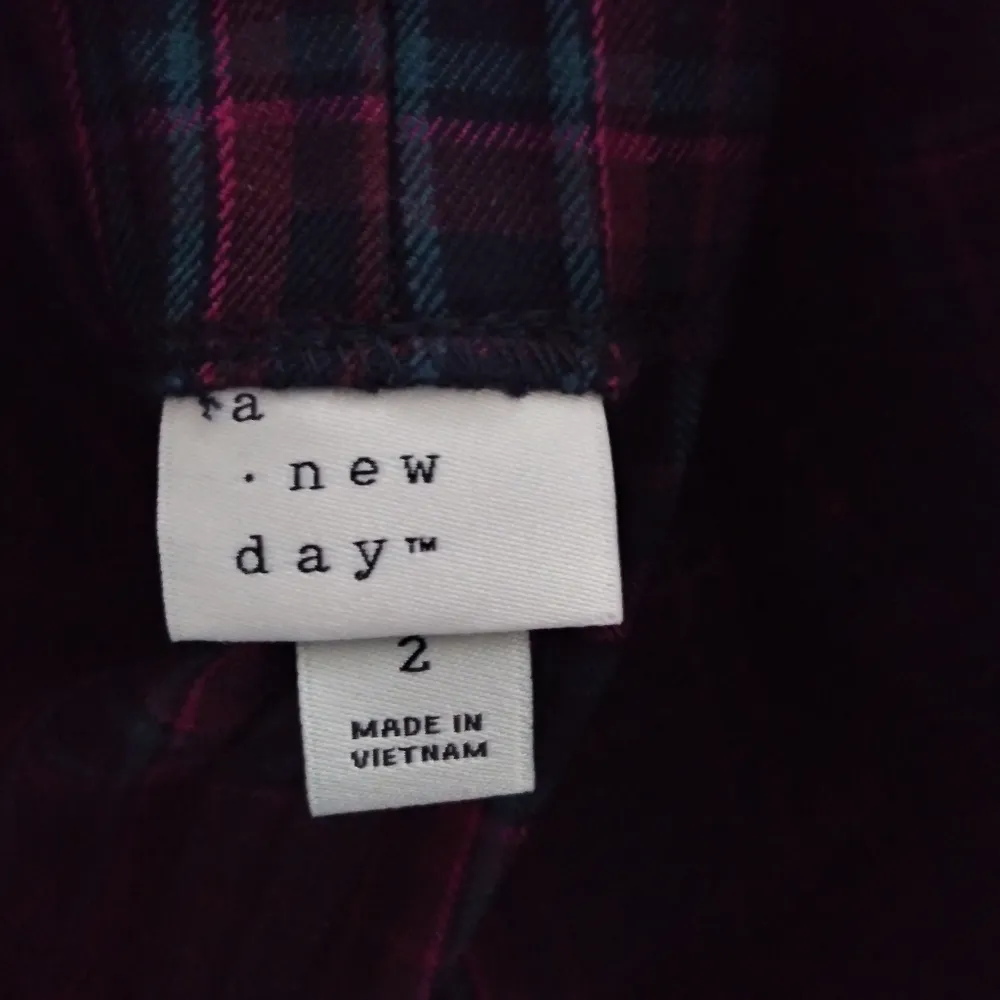 a
. new
day™
2
MADE IN
VIETNAM